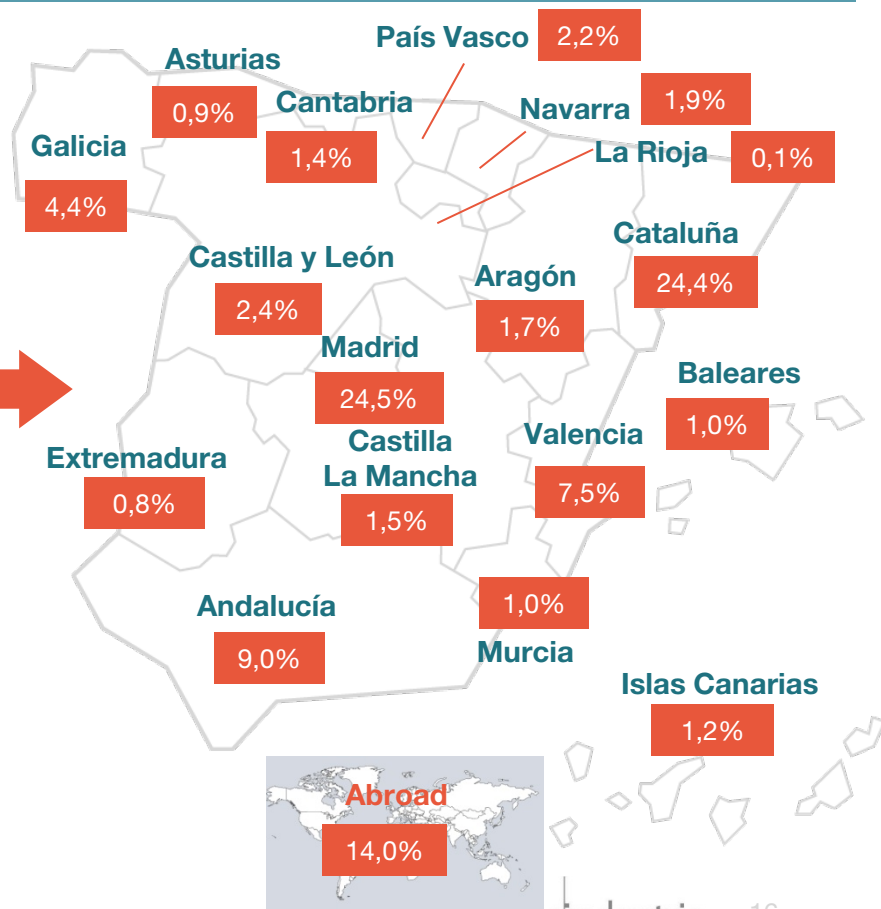 País Vasco 2,2%
Asturias
0,9%
Cantabria
1,4%
Navarra 1,9%
La Rioja 0,1%
Galicia
4,4%
Cataluña
24,4%
Castilla y León
2,4%
Aragón
1,7%
Madrid
24,5%
Baleares
1,0%
Castilla
La Mancha
1,5%
Valencia
7,5%
Extremadura
0,8%
Andalucía
9,0%
1,0%
Murcia
Islas Canarias
1,2%
Abroad
14,0%